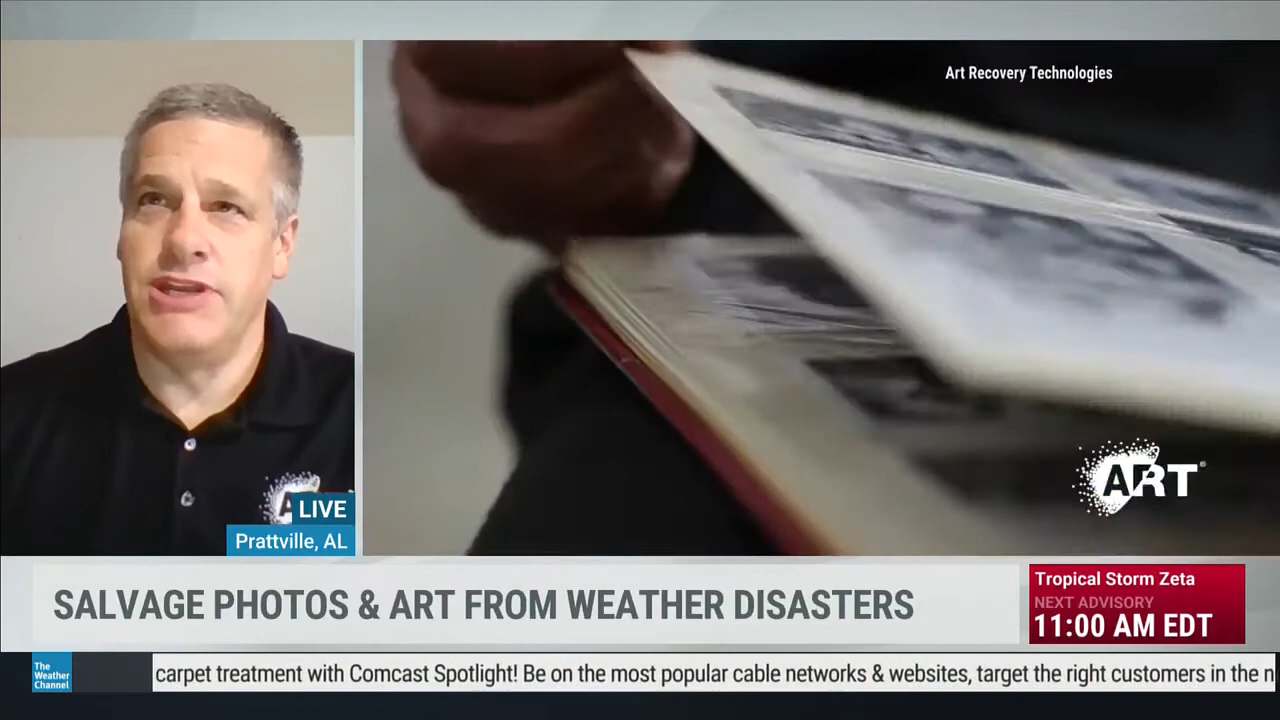 Art Recovery Technologies
ART®
LIVE
Prattville, AL
SALVAGE PHOTOS & ART FROM WEATHER DISASTERS
Tropical Storm Zeta
NEXT ADVISORY
11:00 AM EDT
The
Weather
Channel
carpet treatment with Comcast Spotlight! Be on the most popular cable networks & websites, target the right customers in the n